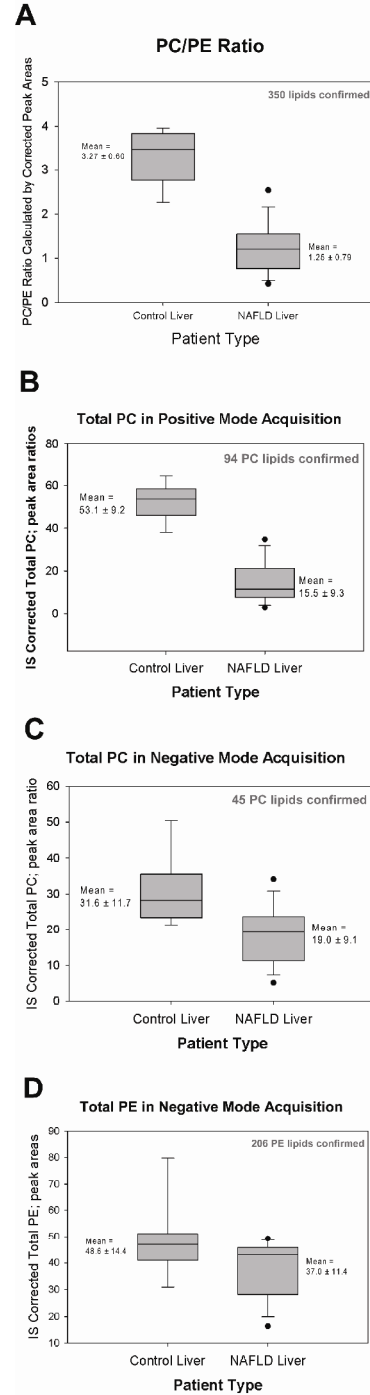 A
PC/PE Ratio
PC/PE Ratio Calculated by Corrected Peak Areas
5
4
3
2
1
0
350 lipids confirmed
Mean =
3.27 ± 0.60
Mean =
1.26 ± 0.79
Control Liver
NAFLD Liver
Patient Type
B
Total PC in Positive Mode Acquisition
IS Corrected Total PC; peak area ratios
80
60
40
20
0
94 PC lipids confirmed
Mean =
53.1 ± 9.2
Mean =
15.5 ± 9.3
Control Liver
NAFLD Liver
Patient Type
C
Total PC in Negative Mode Acquisition
IS Corrected Total PC; peak area ratio
60
50
40
30
20
10
0
45 PC lipids confirmed
Mean =
31.6 ± 11.7
Mean =
19.0 ± 9.1
Control Liver
NAFLD Liver
Patient Type
D
Total PE in Negative Mode Acquisition
IS Corrected Total PE; peak areas
90
80
70
60
50
40
30
20
10
206 PE lipids confirmed
Mean =
48.6 ± 14.4
Mean =
37.0 ± 11.4
Control Liver
NAFLD Liver
Patient Type